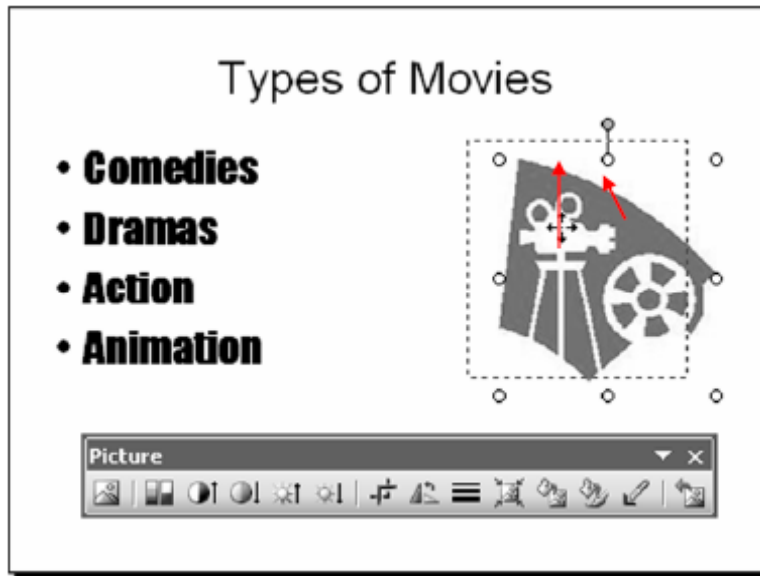 Types of Movies
• Comedies
• Dramas
• Action
• Animation
Picture